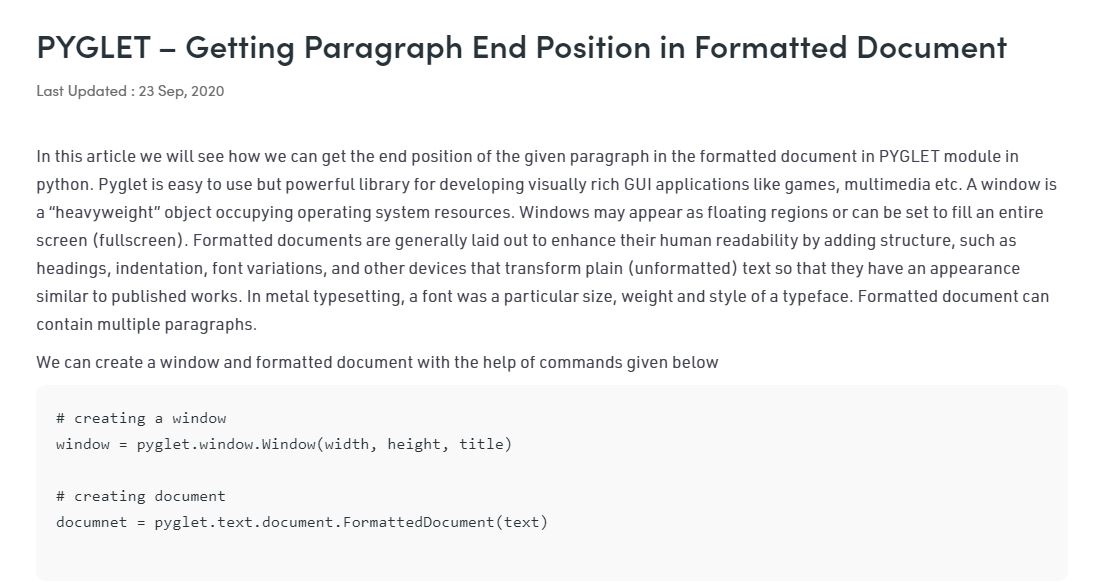 PYGLET – Getting Paragraph End Position in Formatted Document
Last Updated : 23 Sep, 2020
In this article we will see how we can get the end position of the given paragraph in the formatted document in PYGLET module in
python. Pyglet is easy to use but powerful library for developing visually rich GUI applications like games, multimedia etc. A window is
a “heavyweight” object occupying operating system resources. Windows may appear as floating regions or can be set to fill an entire
screen (fullscreen). Formatted documents are generally laid out to enhance their human readability by adding structure, such as
headings, indentation, font variations, and other devices that transform plain (unformatted) text so that they have an appearance
similar to published works. In metal typesetting, a font was a particular size, weight and style of a typeface. Formatted document can
contain multiple paragraphs.
We can create a window and formatted document with the help of commands given below
# creating a window
window = pyglet.window.Window(width, height, title)
# creating document
documnet = pyglet.text.document.FormattedDocument(text)